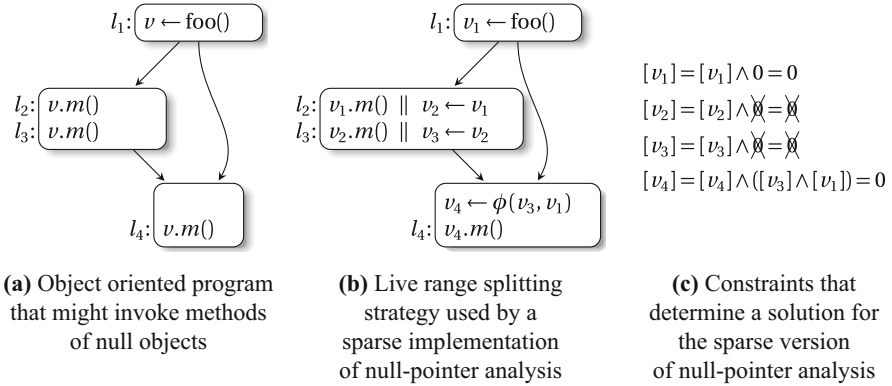 l₁: v ← foo()
l₂: v.m()
l₃: v.m()
l₄: v.m()
(a) Object oriented program
that might invoke methods
of null objects
l₁: v₁ ← foo()
l₂: v₁.m() ∥ v₂ ← v₁
l₃: v₂.m() ∥ v₃ ← v₂
v₄ ← ϕ(v₃, v₁)
l₄: v₄.m()
(b) Live range splitting
strategy used by a
sparse implementation
of null-pointer analysis
[v₁] = [v₁] ∧ 0 = 0
[v₂] = [v₂] ∧ 0̸ = 0̸
[v₃] = [v₃] ∧ 0̸ = 0̸
[v₄] = [v₄] ∧ ([v₃] ∧ [v₁]) = 0
(c) Constraints that
determine a solution for
the sparse version
of null-pointer analysis